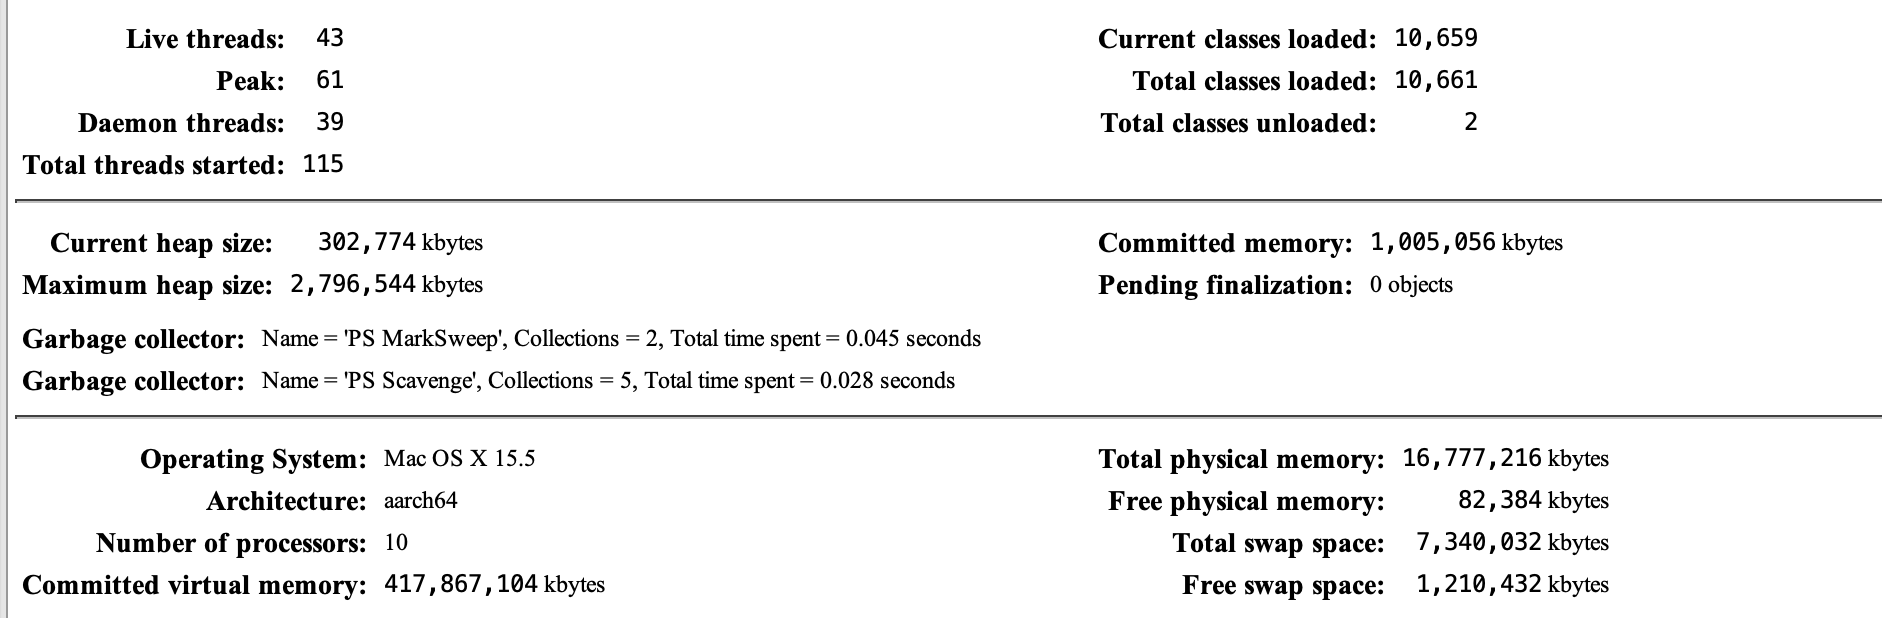 Live threads: 43
Peak: 61
Daemon threads: 39
Total threads started: 115
Current classes loaded: 10,659
Total classes loaded: 10,661
Total classes unloaded: 2
Current heap size: 302,774 kbytes
Maximum heap size: 2,796,544 kbytes
Committed memory: 1,005,056 kbytes
Pending finalization: 0 objects
Garbage collector: Name = 'PS MarkSweep', Collections = 2, Total time spent = 0.045 seconds
Garbage collector: Name = 'PS Scavenge', Collections = 5, Total time spent = 0.028 seconds
Operating System: Mac OS X 15.5
Architecture: aarch64
Number of processors: 10
Committed virtual memory: 417,867,104 kbytes
Total physical memory: 16,777,216 kbytes
Free physical memory: 82,384 kbytes
Total swap space: 7,340,032 kbytes
Free swap space: 1,210,432 kbytes